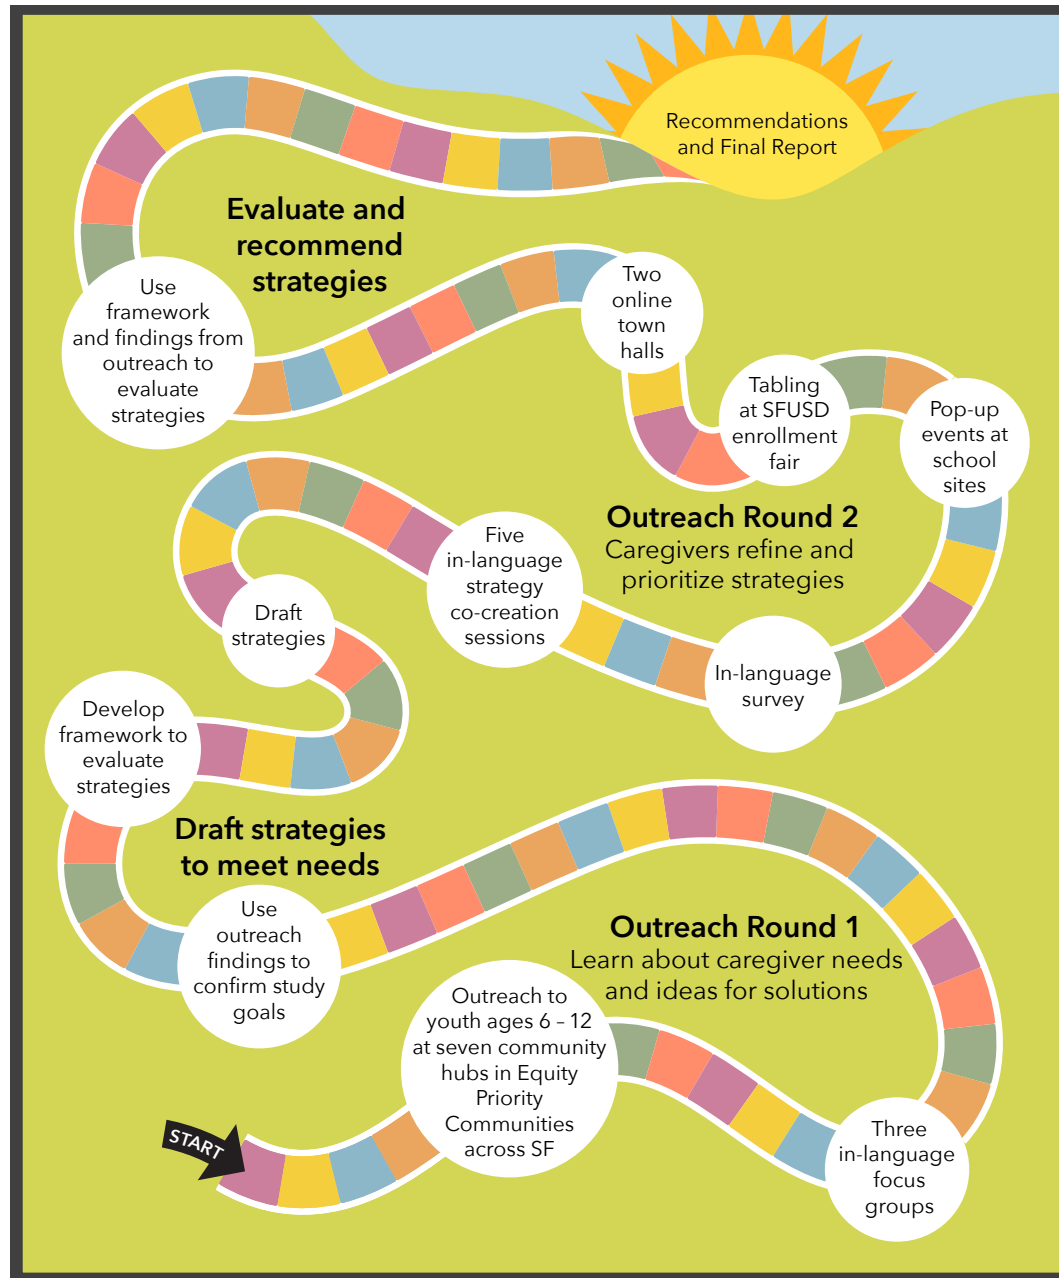 Recommendations
and Final Report
Evaluate and
recommend
strategies
Use
framework
and findings from
outreach to
evaluate
strategies
Two
online
town
halls
Tabling
at SFUSD
enrollment
fair
Pop-up
events at
school
sites
Outreach Round 2
Caregivers refine and
prioritize strategies
Five
in-language
strategy
co-creation
sessions
Draft
strategies
In-language
survey
Develop
framework to
evaluate
strategies
Draft strategies
to meet needs
Use
outreach
findings to
confirm study
goals
Outreach Round 1
Learn about caregiver needs
and ideas for solutions
Outreach to
youth ages 6 – 12
at seven community
hubs in Equity
Priority
Communities
across SF
START
Three
in-language
focus
groups